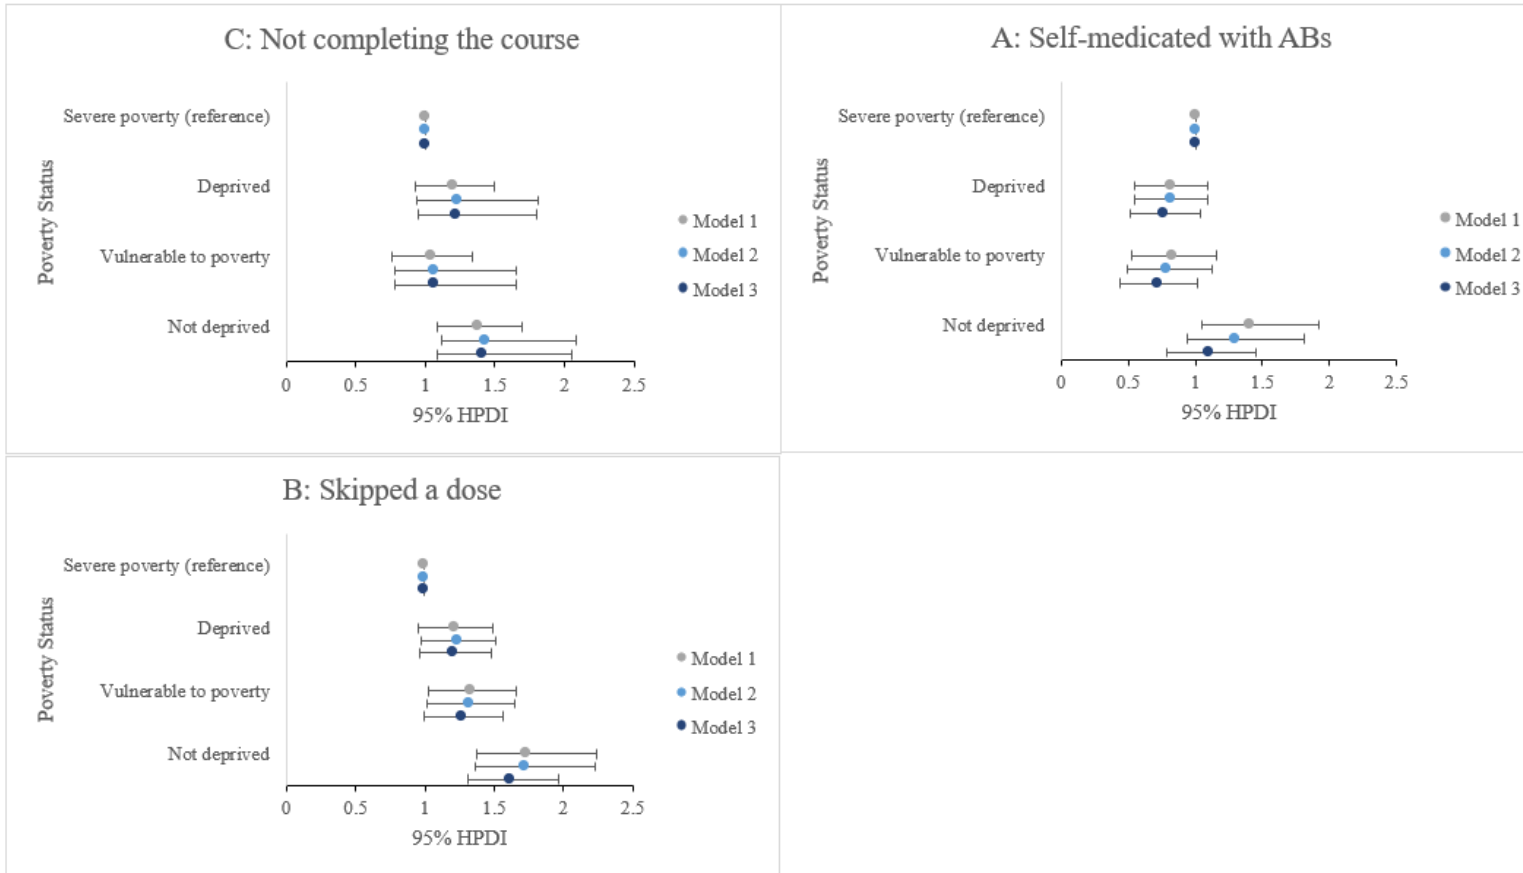 C: Not completing the course
Poverty Status
Severe poverty (reference)
Deprived
Vulnerable to poverty
Not deprived
0 0.5 1 1.5 2 2.5
95% HPDI
Model 1
Model 2
Model 3
A: Self-medicated with ABs
Poverty Status
Severe poverty (reference)
Deprived
Vulnerable to poverty
Not deprived
0 0.5 1 1.5 2 2.5
95% HPDI
Model 1
Model 2
Model 3
B: Skipped a dose
Poverty Status
Severe poverty (reference)
Deprived
Vulnerable to poverty
Not deprived
0 0.5 1 1.5 2 2.5
95% HPDI
Model 1
Model 2
Model 3